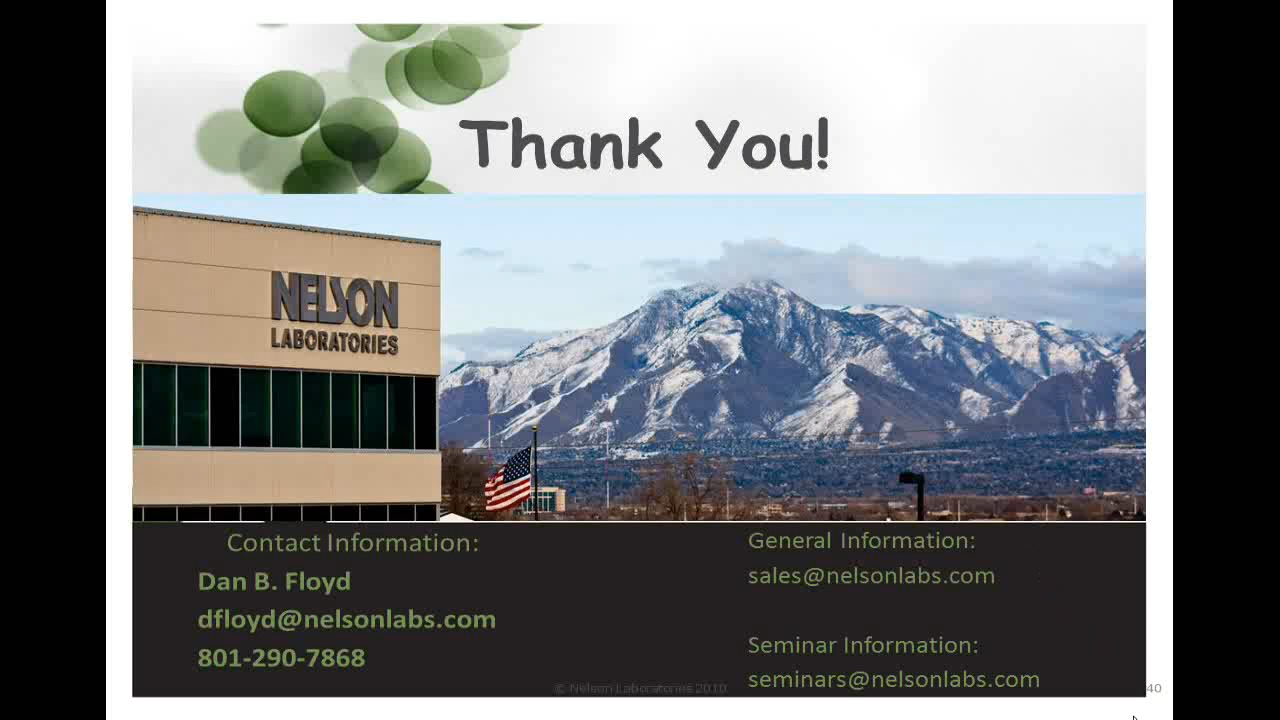 Thank You!
NELSON
LABORATORIES
Contact Information:
Dan B. Floyd
dfloyd@nelsonlabs.com
801-290-7868
General Information:
sales@nelsonlabs.com
Seminar Information:
seminars@nelsonlabs.com
© Nelson Laboratories 2010
40